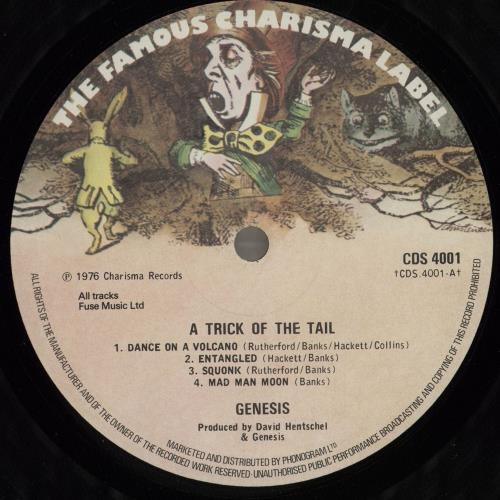 THE FAMOUS CHARISMA LABEL
CDS 4001
℗ 1976 Charisma Records
†CDS.4001-A†
All tracks
Fuse Music Ltd
A TRICK OF THE TAIL
1. DANCE ON A VOLCANO (Rutherford/Banks/Hackett/Collins)
2. ENTANGLED (Hackett/Banks)
3. SQUONK (Rutherford/Banks)
4. MAD MAN MOON (Banks)
GENESIS
Produced by David Hentschel
& Genesis
MARKETED AND DISTRIBUTED BY PHONOGRAM LTD
ALL RIGHTS OF THE MANUFACTURER AND OF THE OWNER OF THE RECORDED WORK RESERVED·UNAUTHORISED PUBLIC PERFORMANCE BROADCASTING AND COPYING OF THIS RECORD PROHIBITED